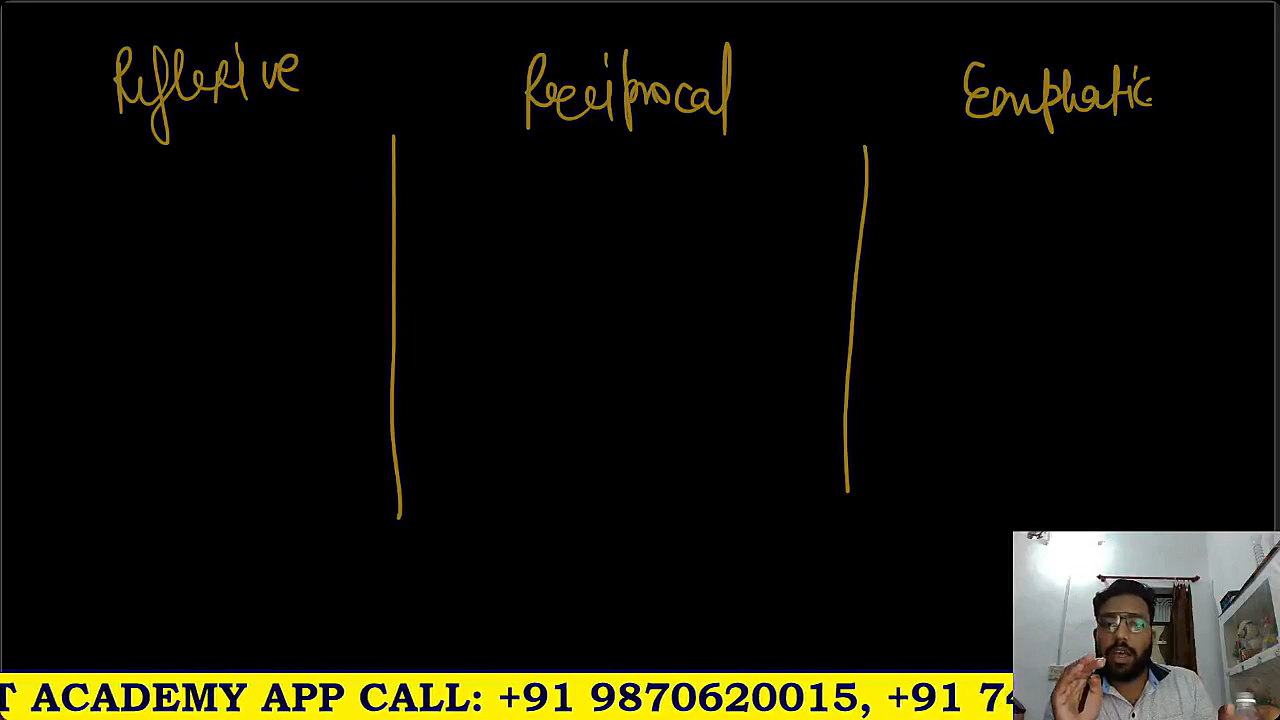 Reflexive
Reciprocal
Emphatic
T ACADEMY APP CALL: +91 9870620015, +91 74